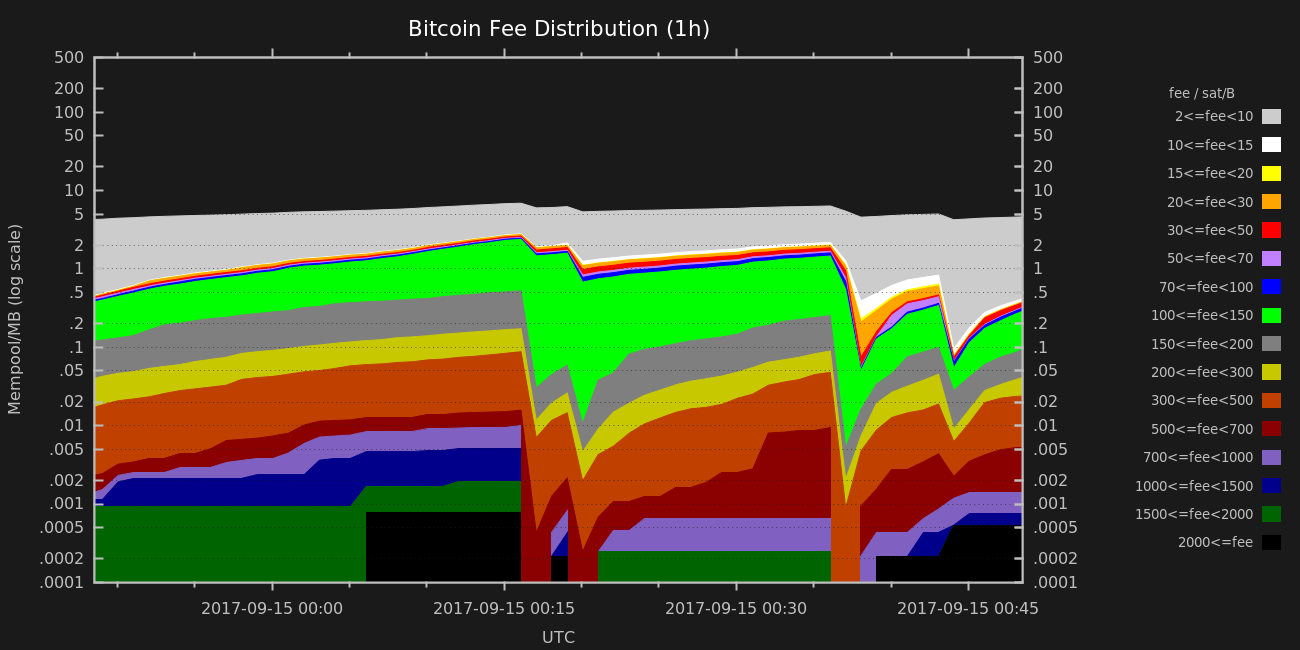 Bitcoin Fee Distribution (1h)
500 500
200 200
100 100
50 50
20 20
10 10
5 5
2 2
1 1
.5 .5
.2 .2
.1 .1
.05 .05
.02 .02
.01 .01
.005 .005
.002 .002
.001 .001
.0005 .0005
.0002 .0002
.0001 .0001
Mempool/MB (log scale)
2017-09-15 00:00 2017-09-15 00:15 2017-09-15 00:30 2017-09-15 00:45
UTC
fee / sat/B
2<=fee<10
10<=fee<15
15<=fee<20
20<=fee<30
30<=fee<50
50<=fee<70
70<=fee<100
100<=fee<150
150<=fee<200
200<=fee<300
300<=fee<500
500<=fee<700
700<=fee<1000
1000<=fee<1500
1500<=fee<2000
2000<=fee